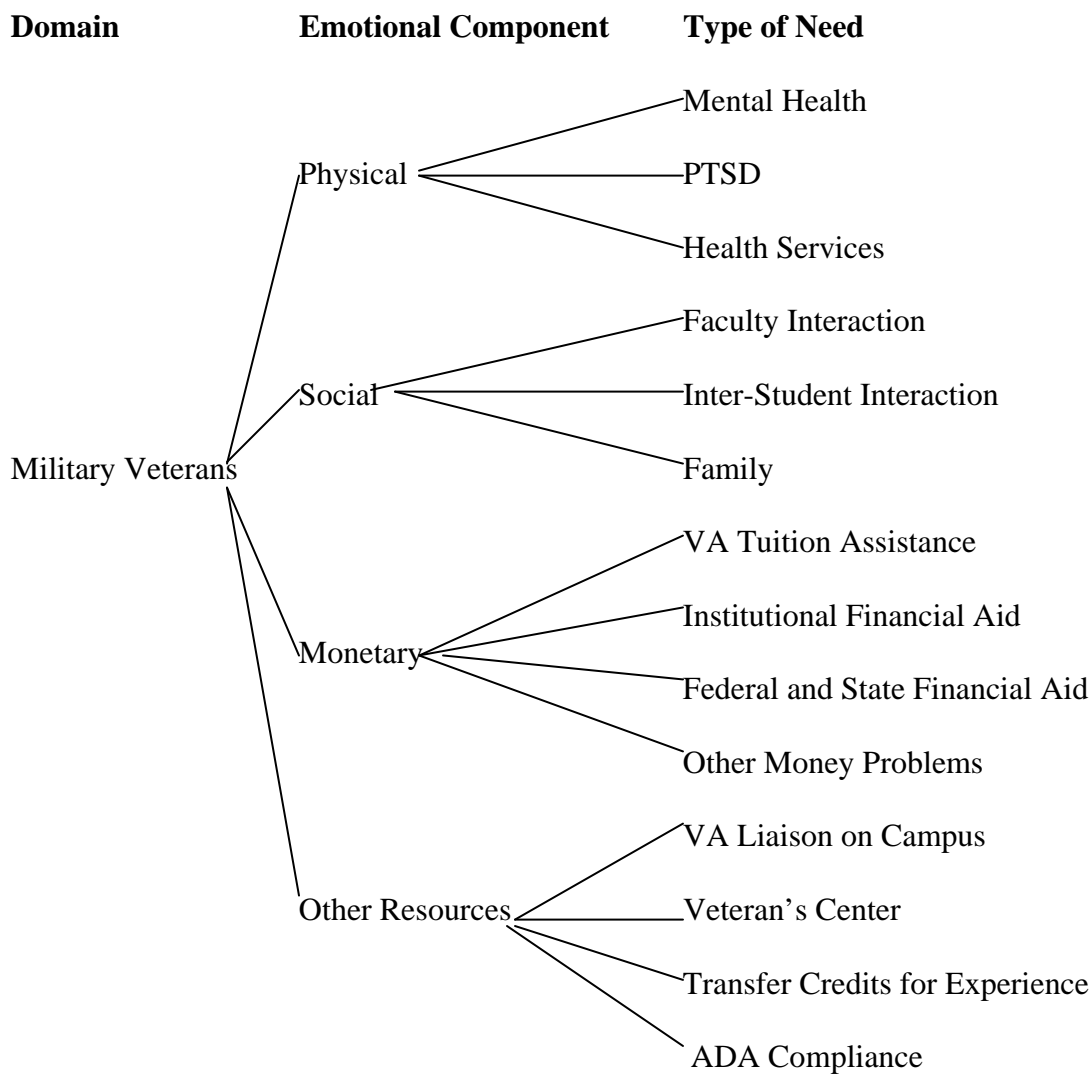 Domain Emotional Component Type of Need
Mental Health
Physical PTSD
Health Services
Faculty Interaction
Social Inter-Student Interaction
Military Veterans Family
VA Tuition Assistance
Institutional Financial Aid
Monetary
Federal and State Financial Aid
Other Money Problems
VA Liaison on Campus
Other Resources Veteran’s Center
Transfer Credits for Experience
ADA Compliance